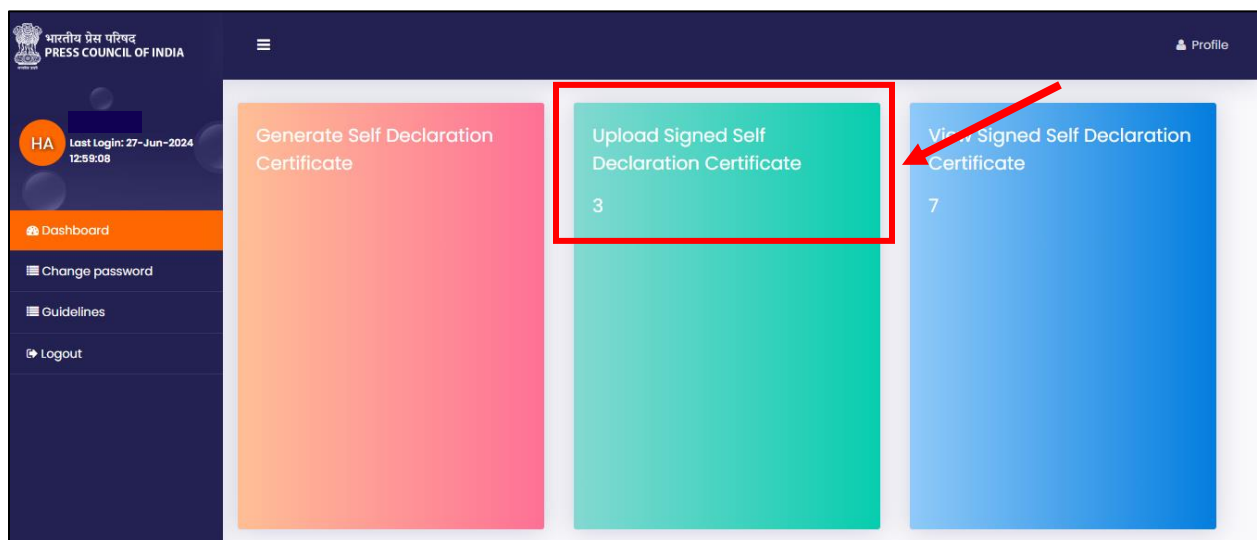 भारतीय प्रेस परिषद
PRESS COUNCIL OF INDIA
Profile
HA
Last Login: 27-Jun-2024
12:59:08
Dashboard
Change password
Guidelines
Logout
Generate Self Declaration
Certificate
Upload Signed Self
Declaration Certificate
3
View Signed Self Declaration
Certificate
7